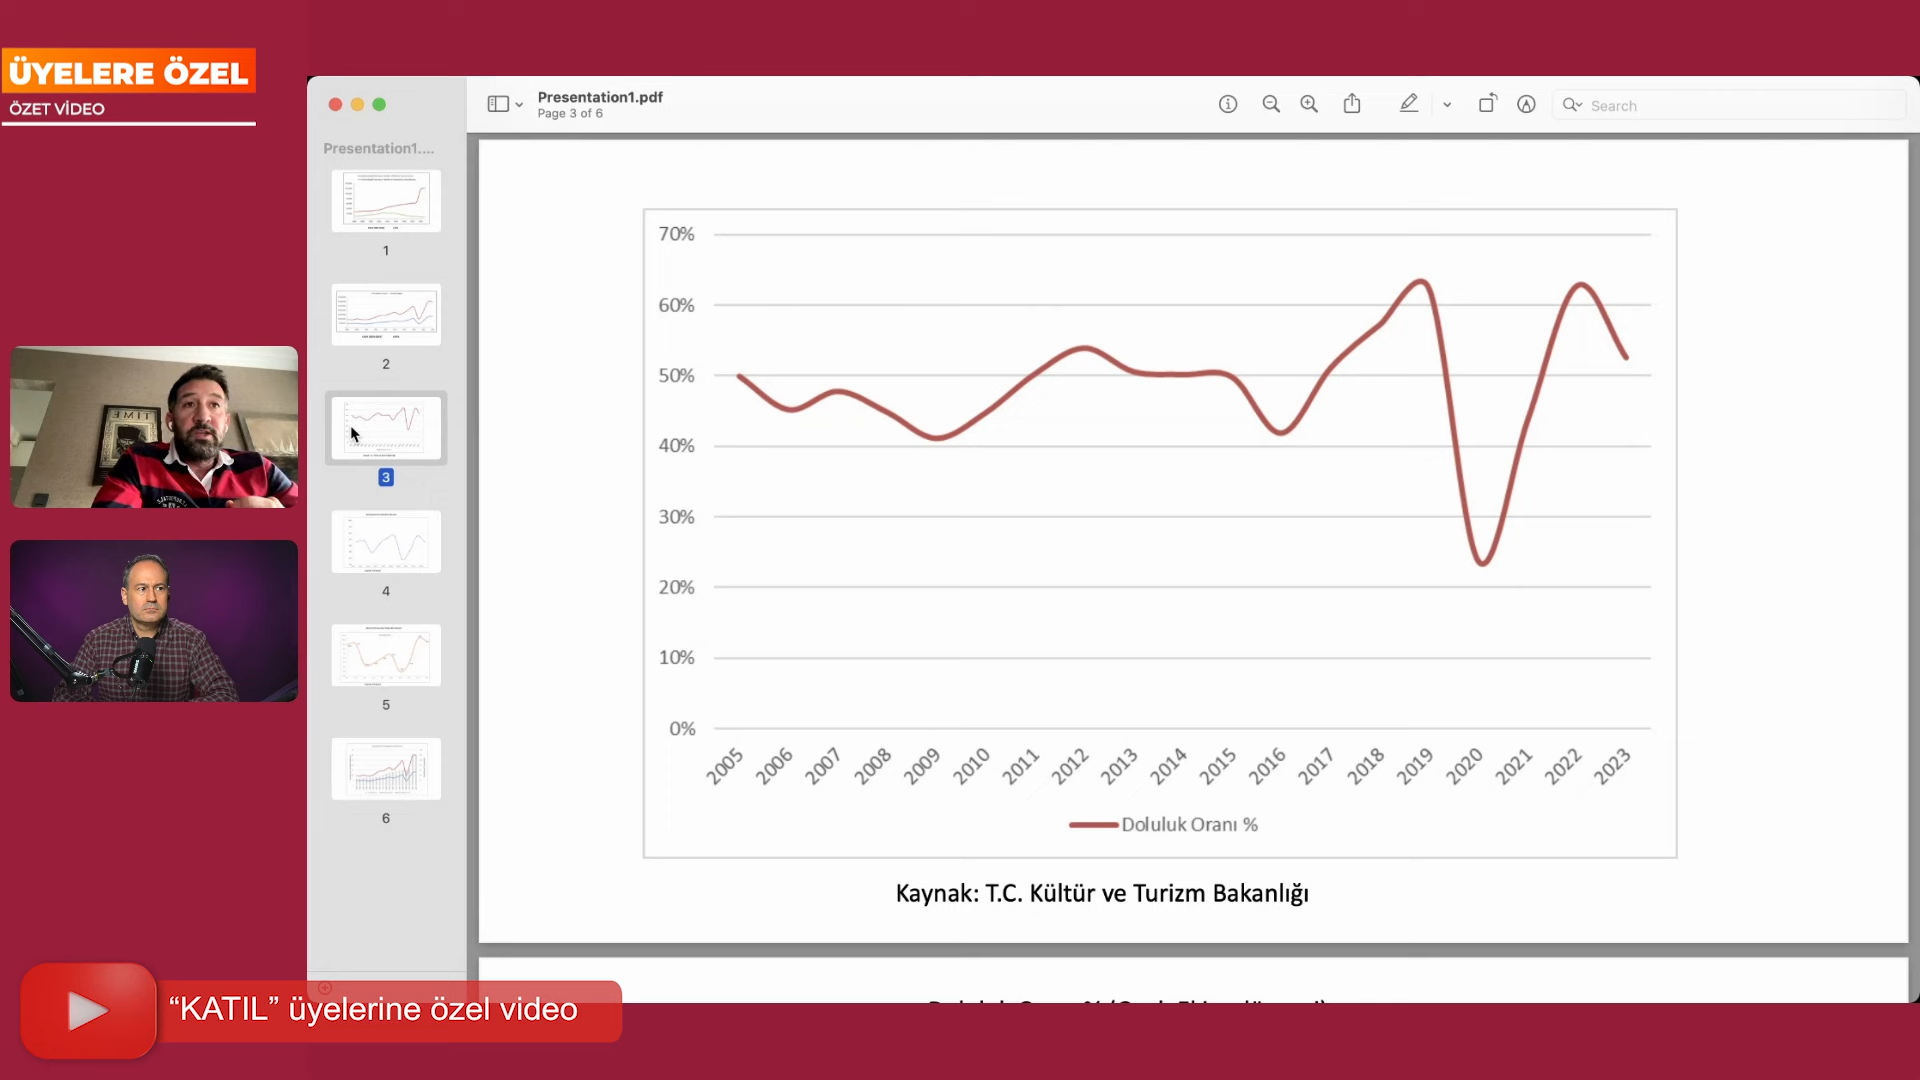 ÜYELERE ÖZEL
ÖZET VİDEO
Presentation1.pdf
Page 3 of 6
Search
Presentation1....
1
2
3
4
5
6
70%
60%
50%
40%
30%
20%
10%
0%
2005 2006 2007 2008 2009 2010 2011 2012 2013 2014 2015 2016 2017 2018 2019 2020 2021 2022 2023
Doluluk Oranı %
Kaynak: T.C. Kültür ve Turizm Bakanlığı
TIME
“KATIL” üyelerine özel video